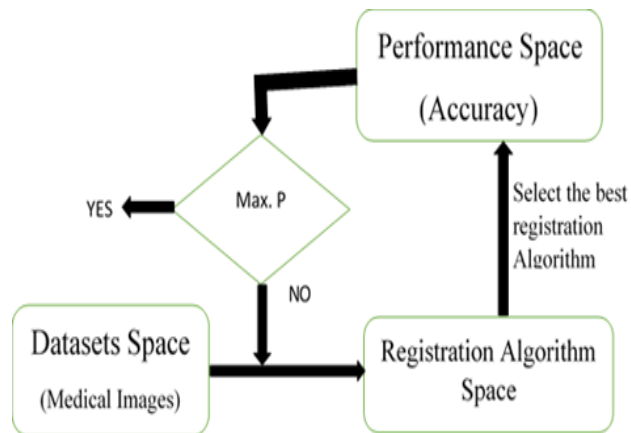 Performance Space
(Accuracy)
Max. P
YES
Select the best
registration
Algorithm
NO
Datasets Space
(Medical Images)
Registration Algorithm
Space